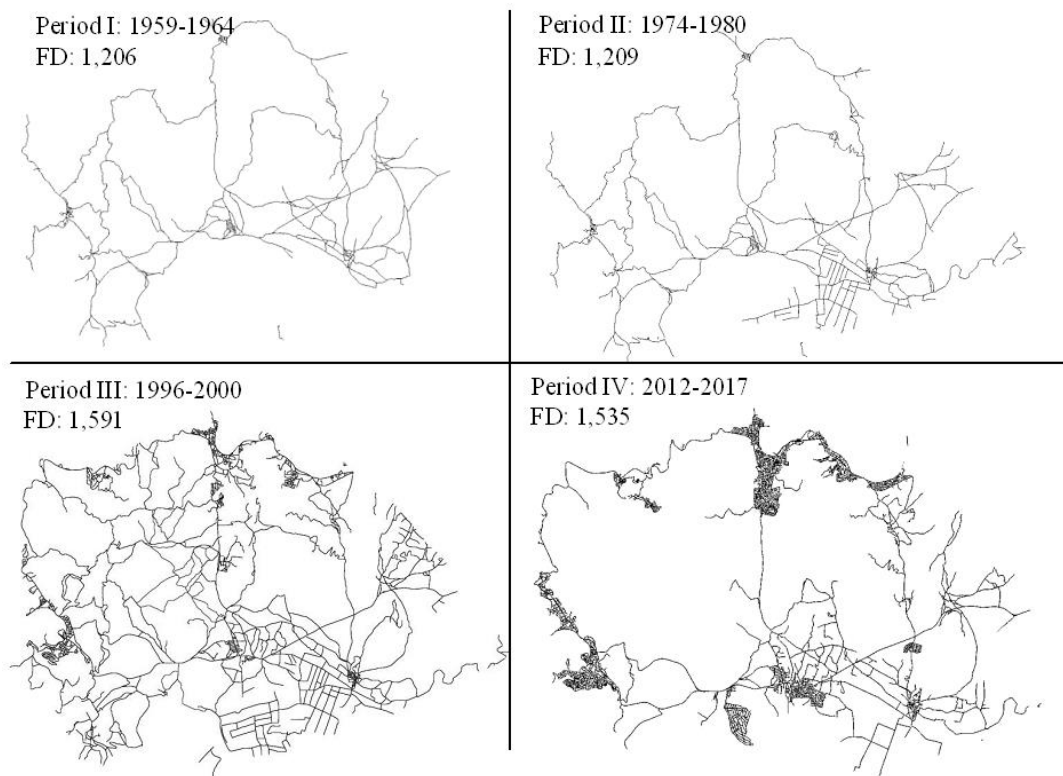 Period I: 1959-1964
FD: 1,206
Period II: 1974-1980
FD: 1,209
Period III: 1996-2000
FD: 1,591
Period IV: 2012-2017
FD: 1,535